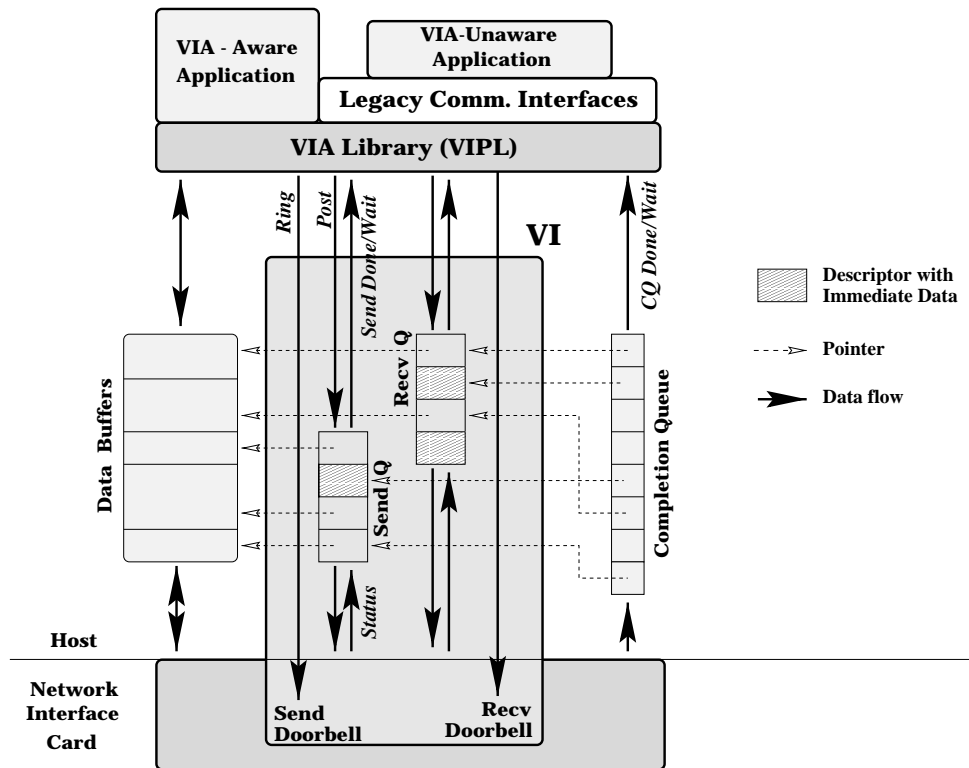 VIA - Aware
Application
VIA-Unaware
Application
Legacy Comm. Interfaces
VIA Library (VIPL)
Ring
Post
Send Done/Wait
CQ Done/Wait
VI
Descriptor with
Immediate Data
Pointer
Data flow
Data Buffers
Recv Q
Send Q
Completion Queue
Status
Host
Network
Interface
Card
Send
Doorbell
Recv
Doorbell